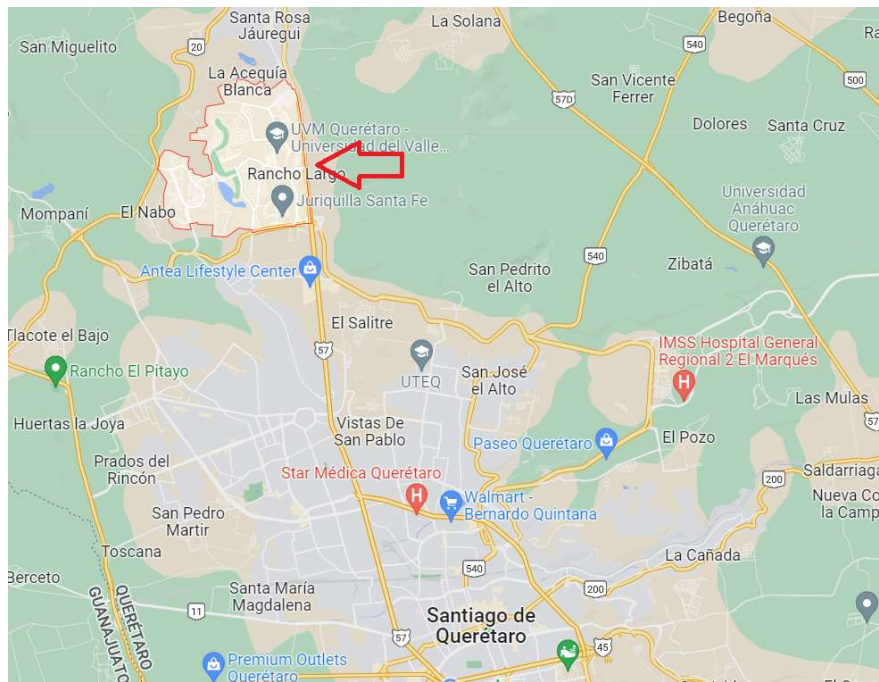 Santa Rosa
Jáuregui
La Solana
Begoña
San Miguelito
20
540
La Acequia
Blanca
San Vicente
Ferrer
500
57D
UVM Querétaro -
Universidad del Valle...
Dolores
Santa Cruz
Rancho Largo
Juriquilla Santa Fe
Universidad
Anáhuac
Querétaro
Mompaní
El Nabo
540
Zibatá
Antea Lifestyle Center
San Pedrito
el Alto
El Salitre
Tlacote el Bajo
57
IMSS Hospital General
Regional 2 El Marqués
Rancho El Pitayo
UTEQ
San José
el Alto
Las Mulas
Huertas la Joya
57
Vistas De
San Pablo
Paseo Querétaro
El Pozo
Prados del
Rincón
Star Médica Querétaro
200
Saldarriaga
Walmart -
Bernardo Quintana
San Pedro
Martir
Toscana
La Cañada
540
Berceto
200
Santa María
Magdalena
11
QUERÉTARO
GUANAJUATO
Santiago de
Querétaro
57
45
Premium Outlets
Querétaro